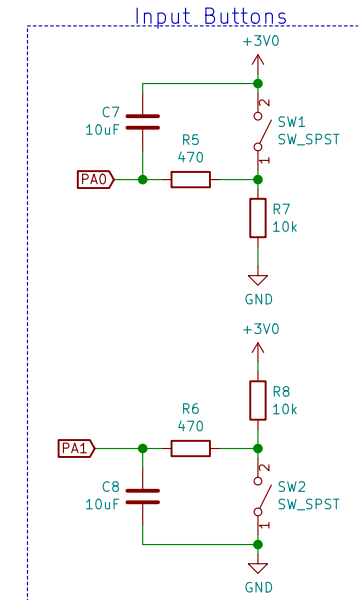 Input Buttons
+3V0
C7
10uF
2
SW1
SW_SPST
1
R5
470
PA0
R7
10k
GND
+3V0
R8
10k
R6
470
PA1
C8
10uF
2
SW2
SW_SPST
1
GND